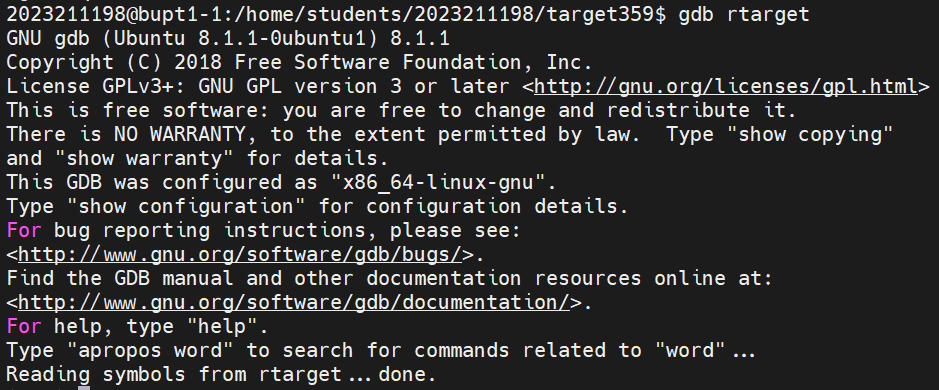 2023211198@bupt1-1:/home/students/2023211198/target359$ gdb rtarget
GNU gdb (Ubuntu 8.1.1-0ubuntu1) 8.1.1
Copyright (C) 2018 Free Software Foundation, Inc.
License GPLv3+: GNU GPL version 3 or later <http://gnu.org/licenses/gpl.html>
This is free software: you are free to change and redistribute it.
There is NO WARRANTY, to the extent permitted by law.  Type "show copying"
and "show warranty" for details.
This GDB was configured as "x86_64-linux-gnu".
Type "show configuration" for configuration details.
For bug reporting instructions, please see:
<http://www.gnu.org/software/gdb/bugs/>.
Find the GDB manual and other documentation resources online at:
<http://www.gnu.org/software/gdb/documentation/>.
For help, type "help".
Type "apropos word" to search for commands related to "word"...
Reading symbols from rtarget...done.